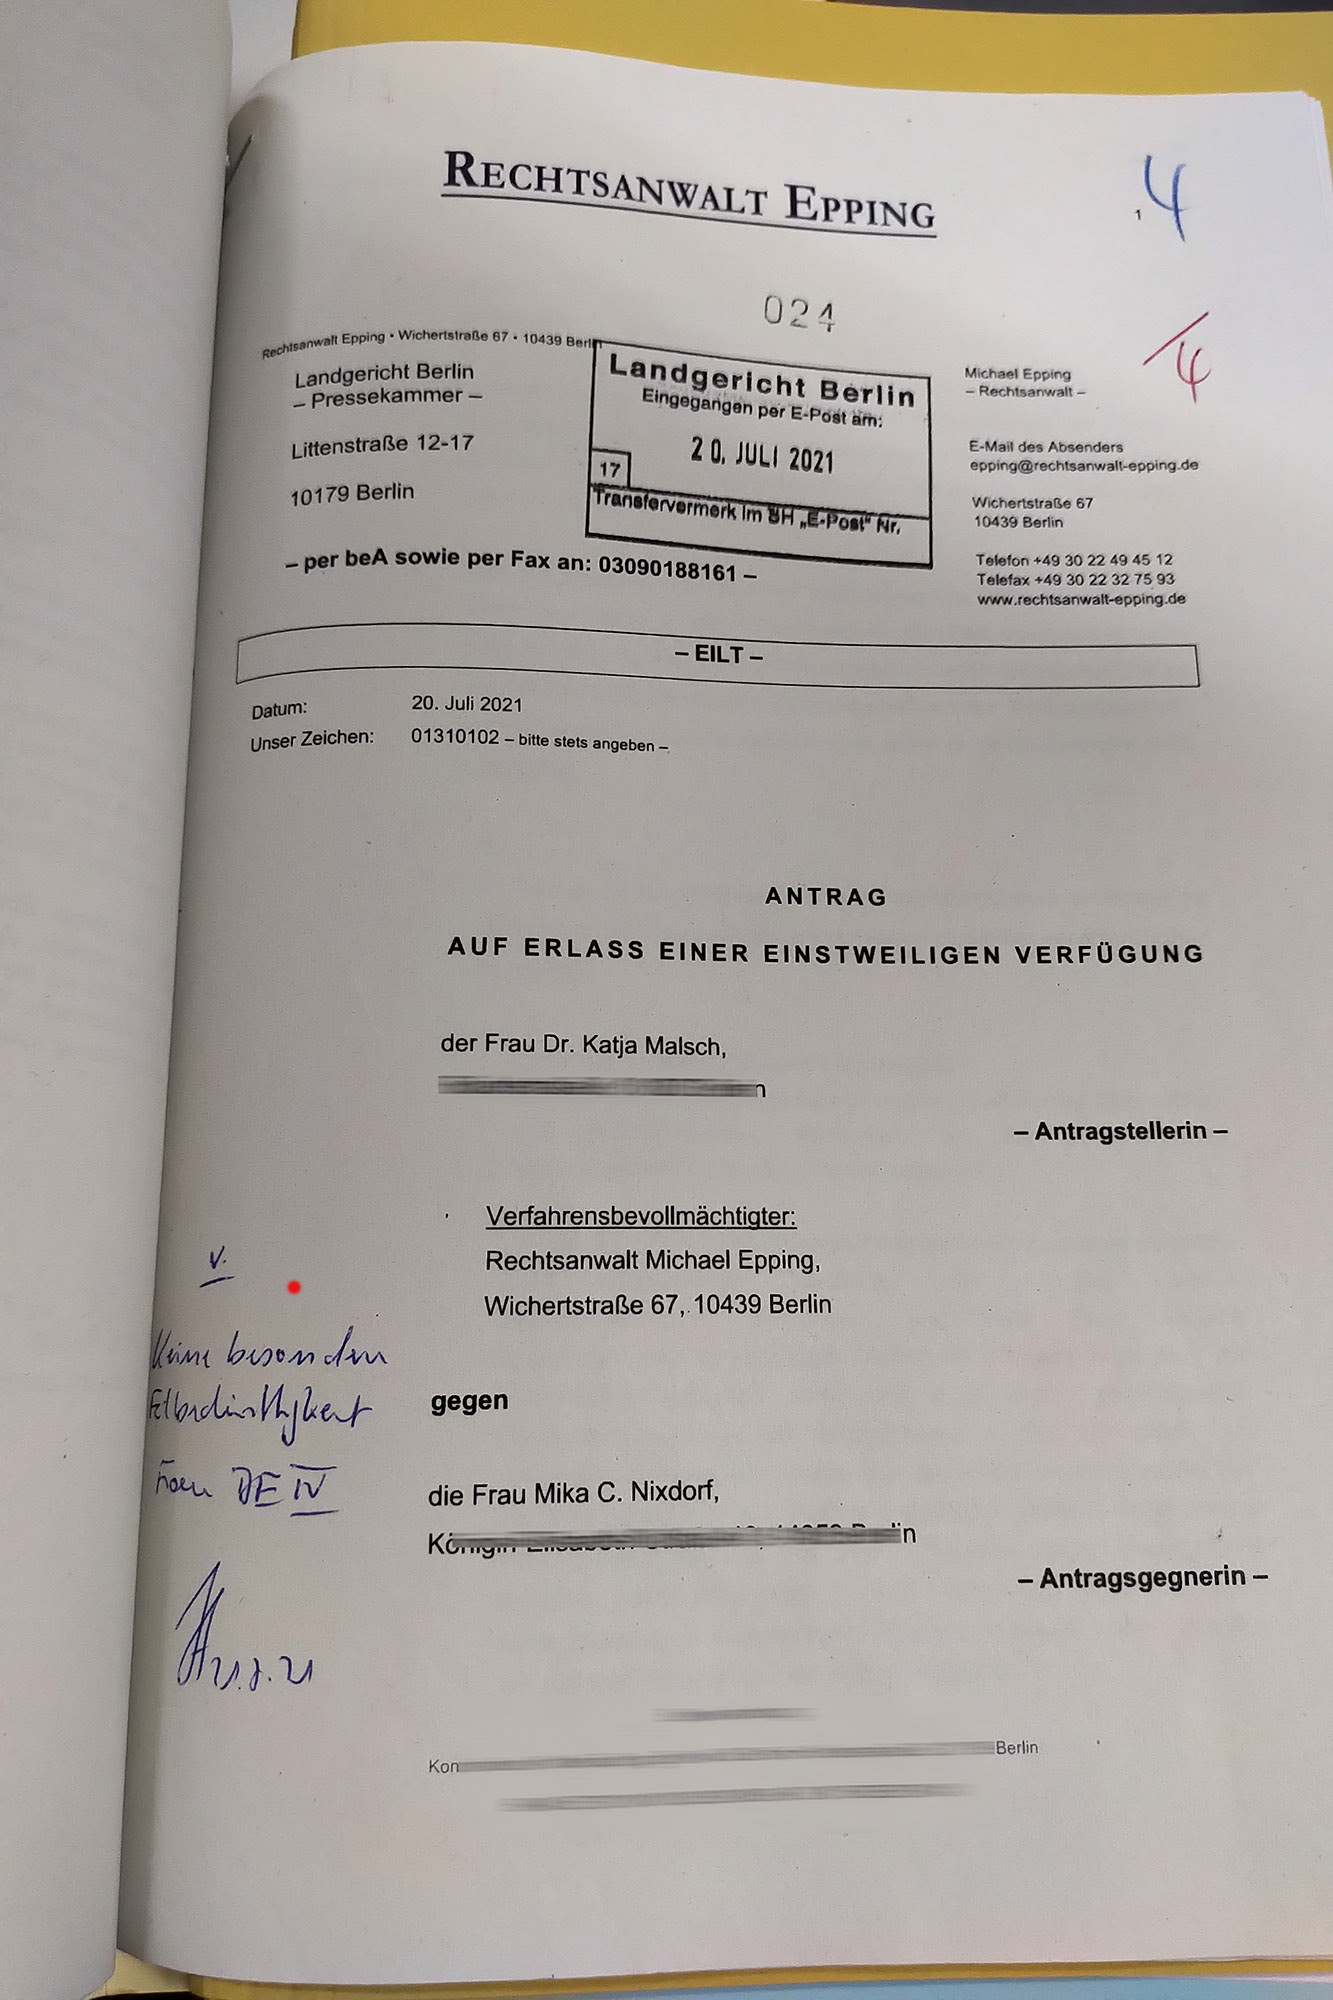 RECHTSANWALT EPPING
1
4
024
4
Rechtsanwalt Epping • Wichertstraße 67 • 10439 Berlin
Landgericht Berlin
– Pressekammer –
Littenstraße 12-17
10179 Berlin
– per beA sowie per Fax an: 03090188161 –
Landgericht Berlin
Eingegangen per E-Post am:
20. JULI 2021
17
Transfervermerk im SH „E-Post“ Nr.
Michael Epping
– Rechtsanwalt –
E-Mail des Absenders
epping@rechtsanwalt-epping.de
Wichertstraße 67
10439 Berlin
Telefon +49 30 22 49 45 12
Telefax +49 30 22 32 75 93
www.rechtsanwalt-epping.de
– EILT –
Datum: 20. Juli 2021
Unser Zeichen: 01310102 – bitte stets angeben –
ANTRAG
AUF ERLASS EINER EINSTWEILIGEN VERFÜGUNG
der Frau Dr. Katja Malsch,
– Antragstellerin –
Verfahrensbevollmächtigter:
Rechtsanwalt Michael Epping,
Wichertstraße 67, 10439 Berlin
gegen
die Frau Mika C. Nixdorf,
– Antragsgegnerin –
V.
Keine besondere
Eilbedürftigkeit
DE IV
Berlin